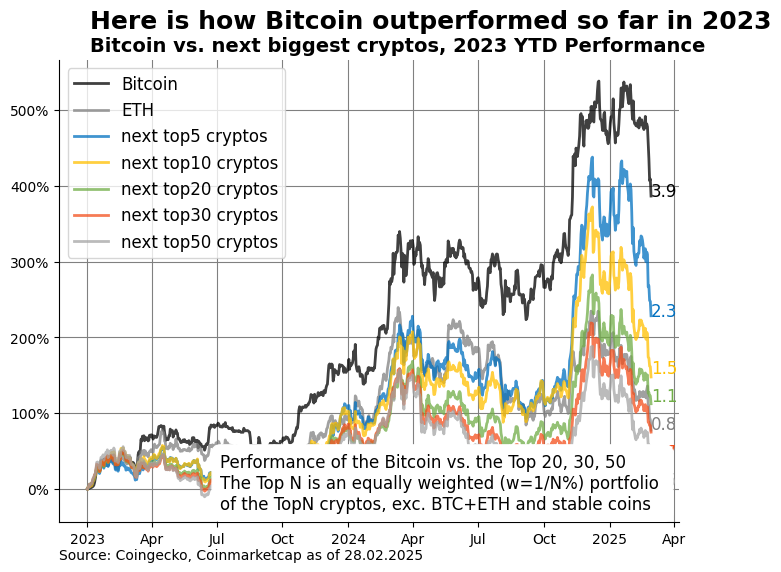 Here is how Bitcoin outperformed so far in 2023
Bitcoin vs. next biggest cryptos, 2023 YTD Performance
Bitcoin
ETH
next top5 cryptos
next top10 cryptos
next top20 cryptos
next top30 cryptos
next top50 cryptos
500%
400%
300%
200%
100%
0%
3.9
2.3
1.5
1.1
0.8
Performance of the Bitcoin vs. the Top 20, 30, 50
The Top N is an equally weighted (w=1/N%) portfolio
of the TopN cryptos, exc. BTC+ETH and stable coins
2023 Apr Jul Oct 2024 Apr Jul Oct 2025 Apr
Source: Coingecko, Coinmarketcap as of 28.02.2025